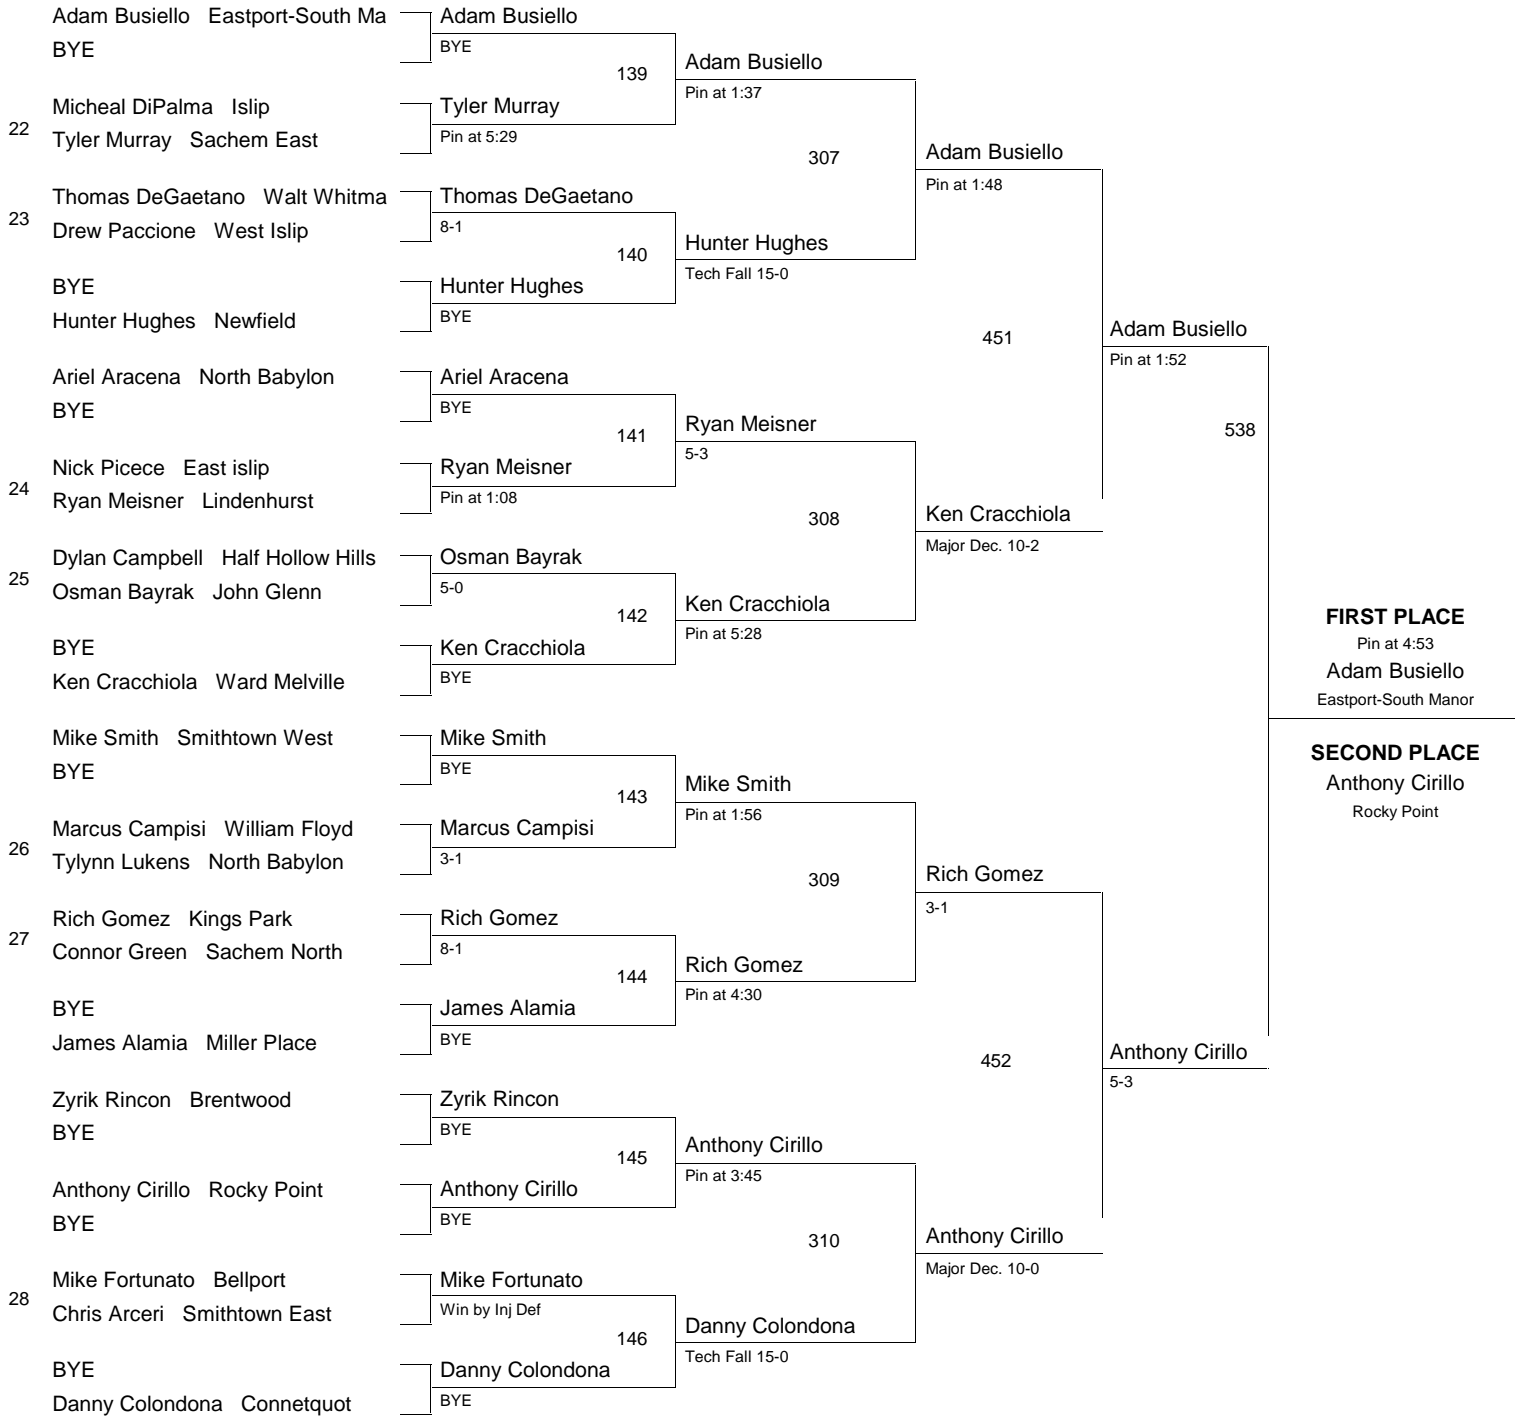 Adam Busiello Eastport-South Ma
BYE
22
Micheal DiPalma Islip
Tyler Murray Sachem East
23
Thomas DeGaetano Walt Whitma
Drew Paccione West Islip
BYE
Hunter Hughes Newfield
Ariel Aracena North Babylon
BYE
24
Nick Picece East islip
Ryan Meisner Lindenhurst
25
Dylan Campbell Half Hollow Hills
Osman Bayrak John Glenn
BYE
Ken Cracchiola Ward Melville
Mike Smith Smithtown West
BYE
26
Marcus Campisi William Floyd
Tylynn Lukens North Babylon
27
Rich Gomez Kings Park
Connor Green Sachem North
BYE
James Alamia Miller Place
Zyrik Rincon Brentwood
BYE
Anthony Cirillo Rocky Point
BYE
28
Mike Fortunato Bellport
Chris Arceri Smithtown East
BYE
Danny Colondona Connetquot
Adam Busiello
BYE
139
Tyler Murray
Pin at 5:29
Thomas DeGaetano
8-1
140
Hunter Hughes
BYE
Ariel Aracena
BYE
141
Ryan Meisner
Pin at 1:08
Osman Bayrak
5-0
142
Ken Cracchiola
BYE
Mike Smith
BYE
143
Marcus Campisi
3-1
Rich Gomez
8-1
144
James Alamia
BYE
Zyrik Rincon
BYE
145
Anthony Cirillo
BYE
Mike Fortunato
Win by Inj Def
146
Danny Colondona
BYE
Adam Busiello
Pin at 1:37
307
Hunter Hughes
Tech Fall 15-0
Ryan Meisner
5-3
308
Ken Cracchiola
Pin at 5:28
Mike Smith
Pin at 1:56
309
Rich Gomez
Pin at 4:30
Anthony Cirillo
Pin at 3:45
310
Danny Colondona
Tech Fall 15-0
Adam Busiello
Pin at 1:48
451
Ken Cracchiola
Major Dec. 10-2
Rich Gomez
3-1
452
Anthony Cirillo
Major Dec. 10-0
Adam Busiello
Pin at 1:52
538
Anthony Cirillo
5-3
FIRST PLACE
Pin at 4:53
Adam Busiello
Eastport-South Manor
SECOND PLACE
Anthony Cirillo
Rocky Point